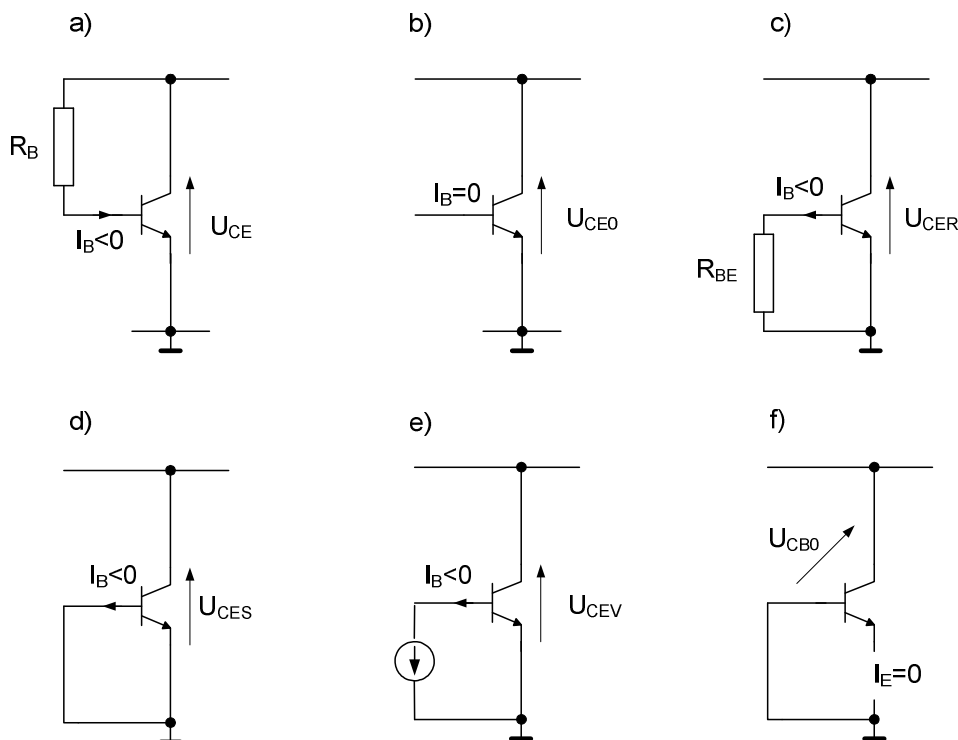 a)
b)
c)
R_B
I_B<0
U_CE
I_B=0
U_CE0
I_B<0
U_CER
R_BE
d)
e)
f)
I_B<0
U_CES
I_B<0
U_CEV
U_CB0
I_E=0